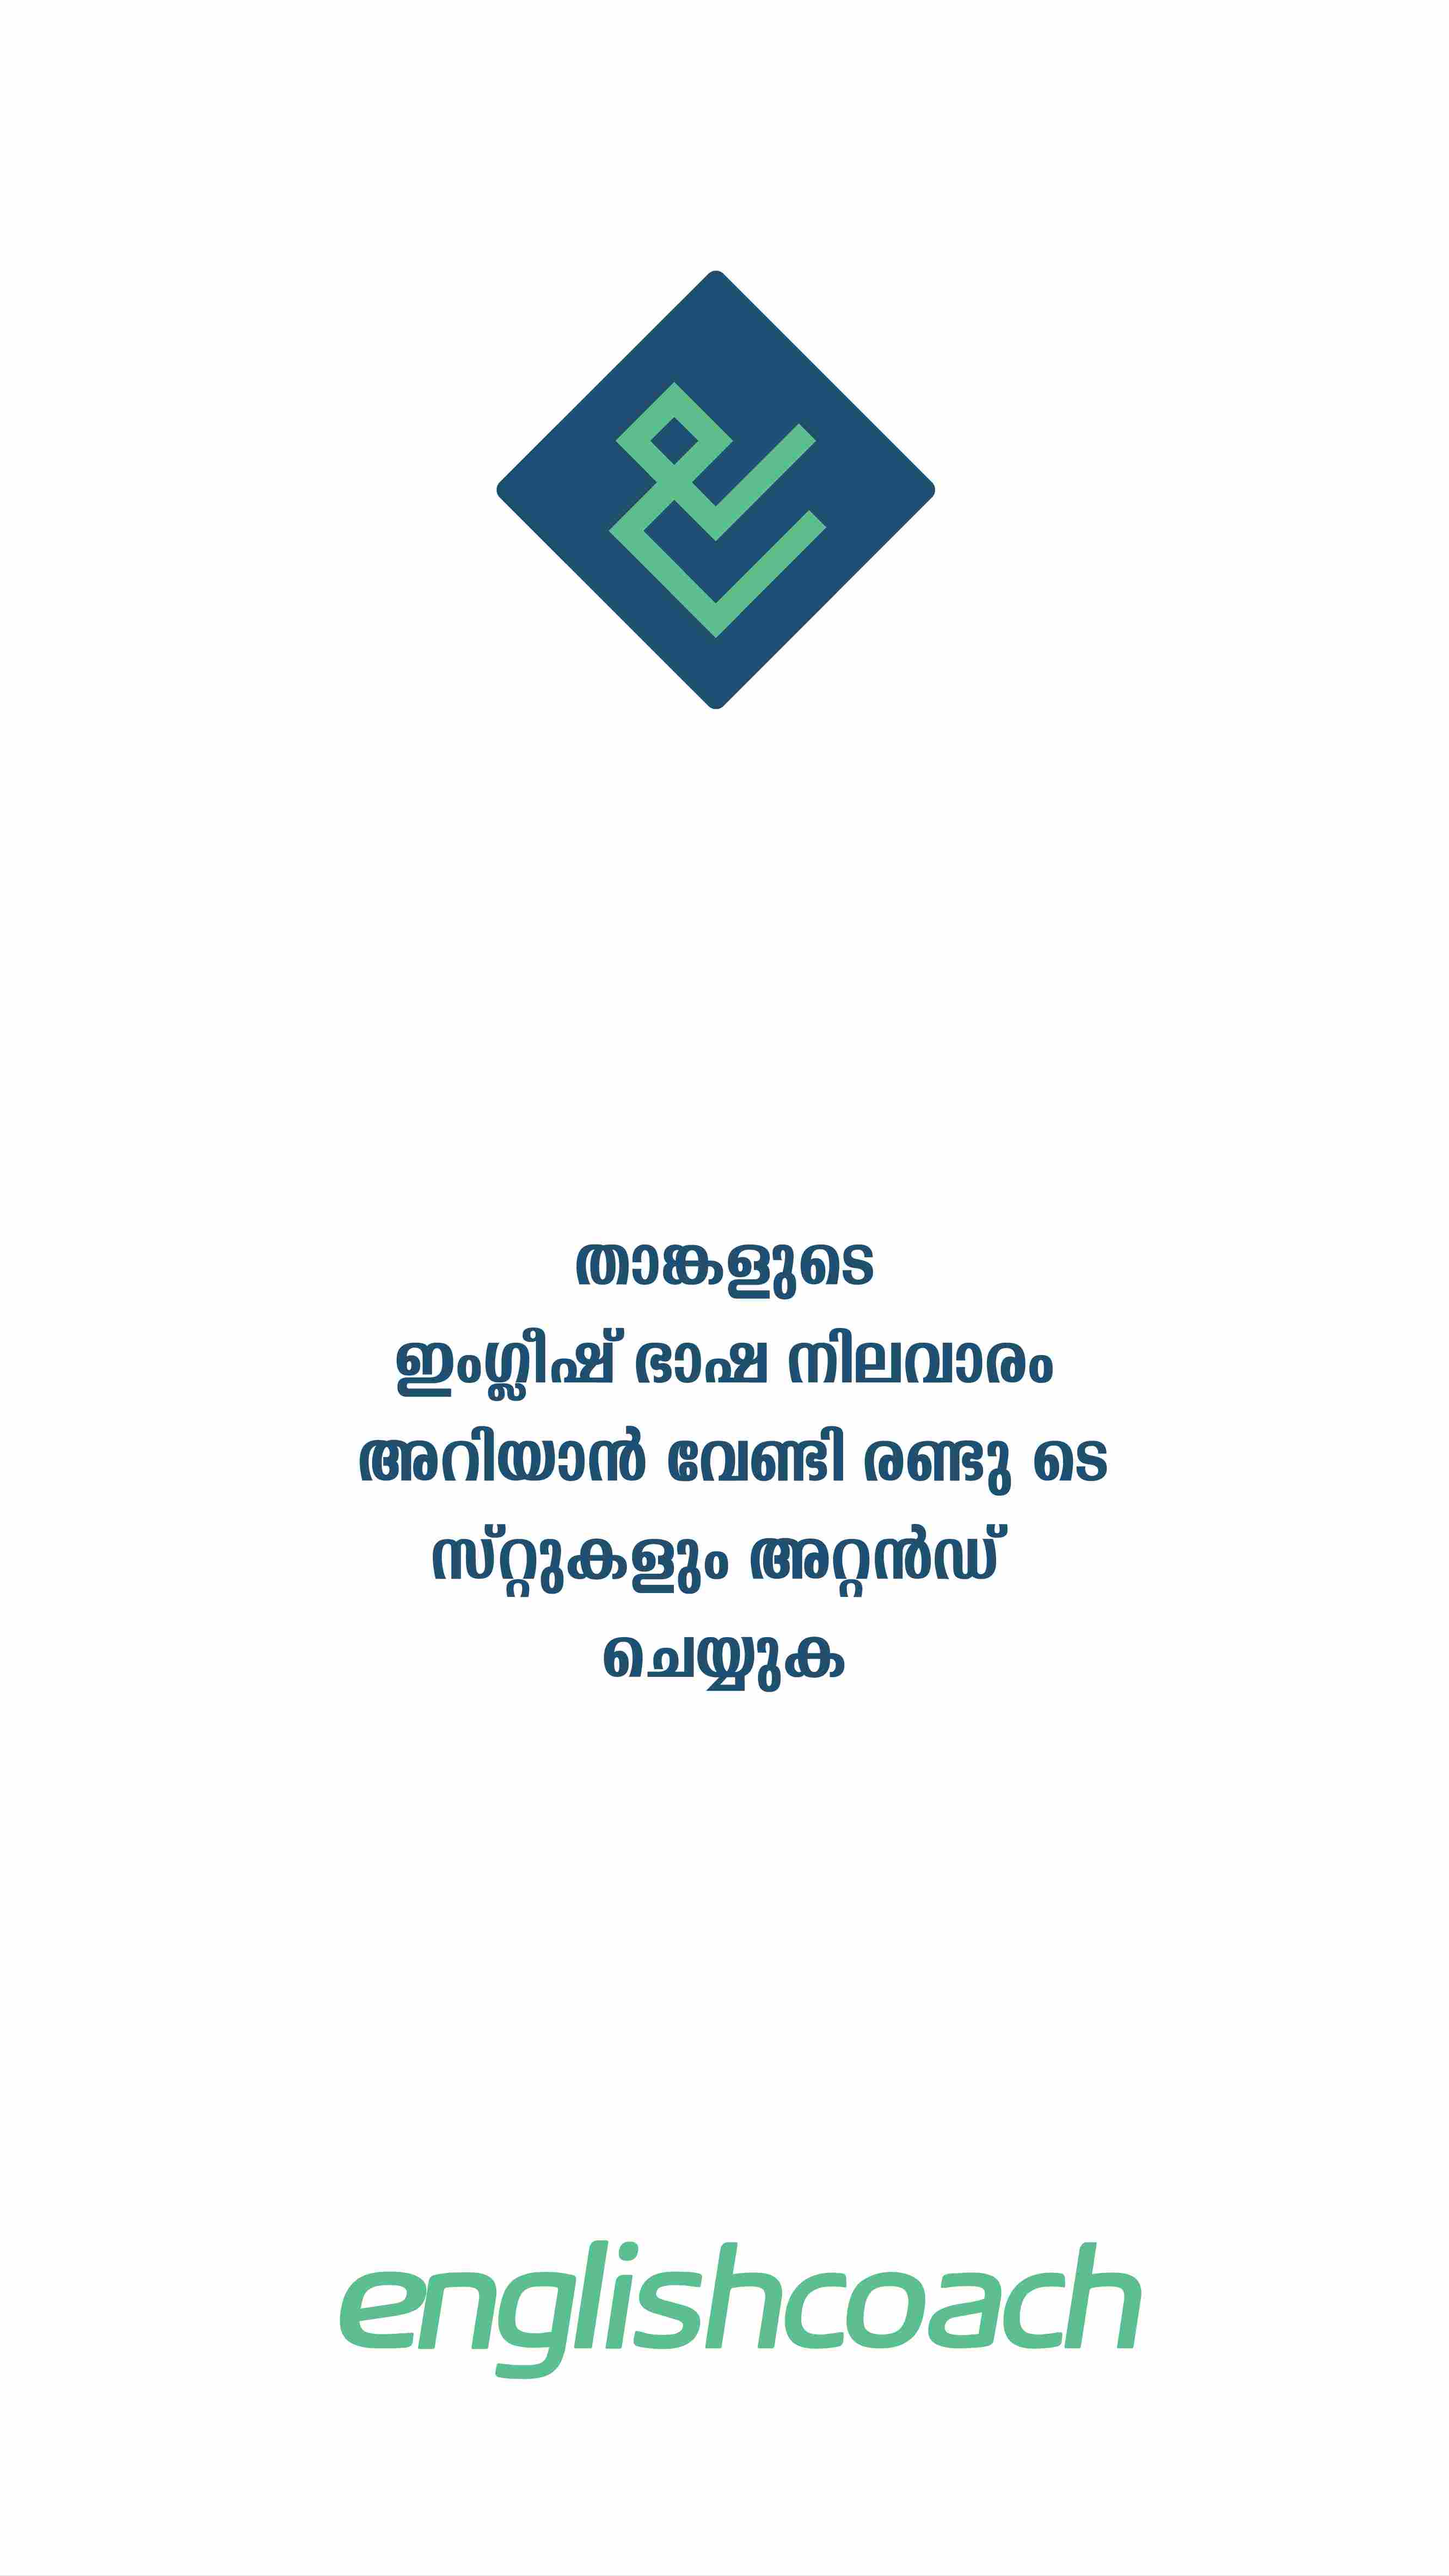 താങ്കളുടെ
ഇംഗ്ലീഷ് ഭാഷ നിലവാരം
അറിയാൻ വേണ്ടി രണ്ടു ടെ
സ്റ്റുകളും അറ്റൻഡ്
ചെയ്യുക
englishcoach